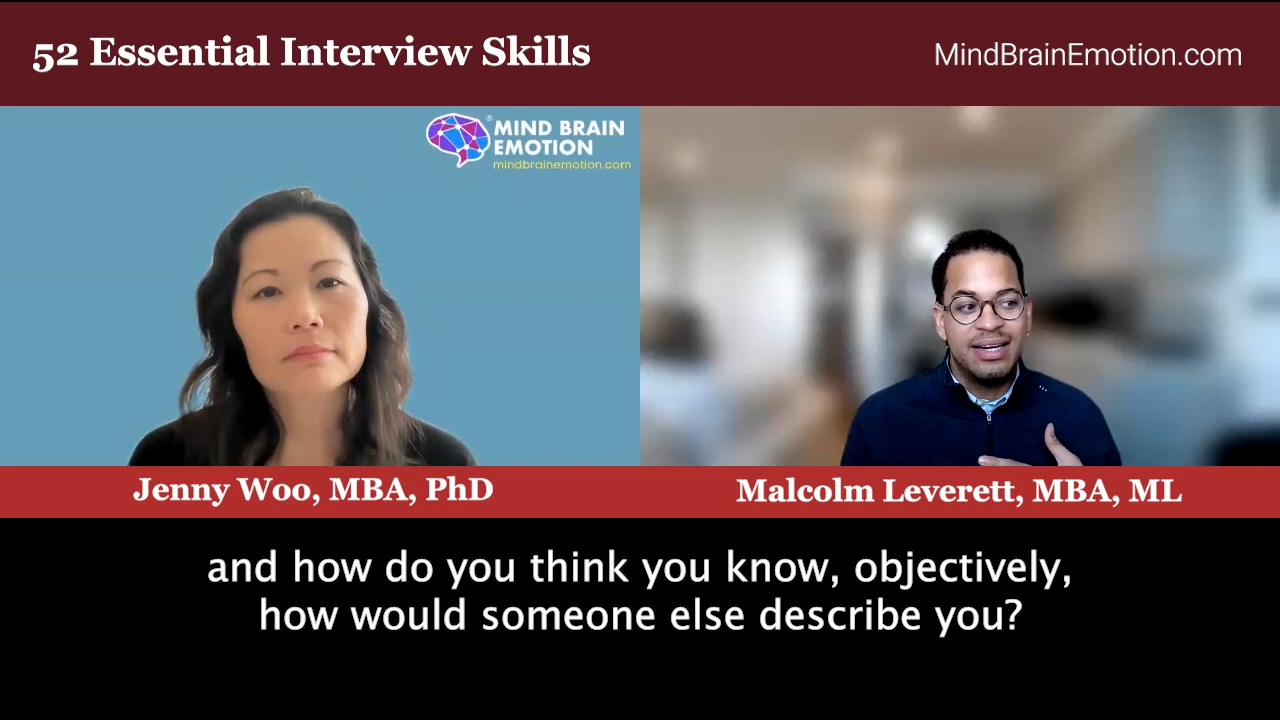 52 Essential Interview Skills
MindBrainEmotion.com
MIND BRAIN
EMOTION
mindbrainemotion.com
Jenny Woo, MBA, PhD
Malcolm Leverett, MBA, ML
and how do you think you know, objectively,
how would someone else describe you?